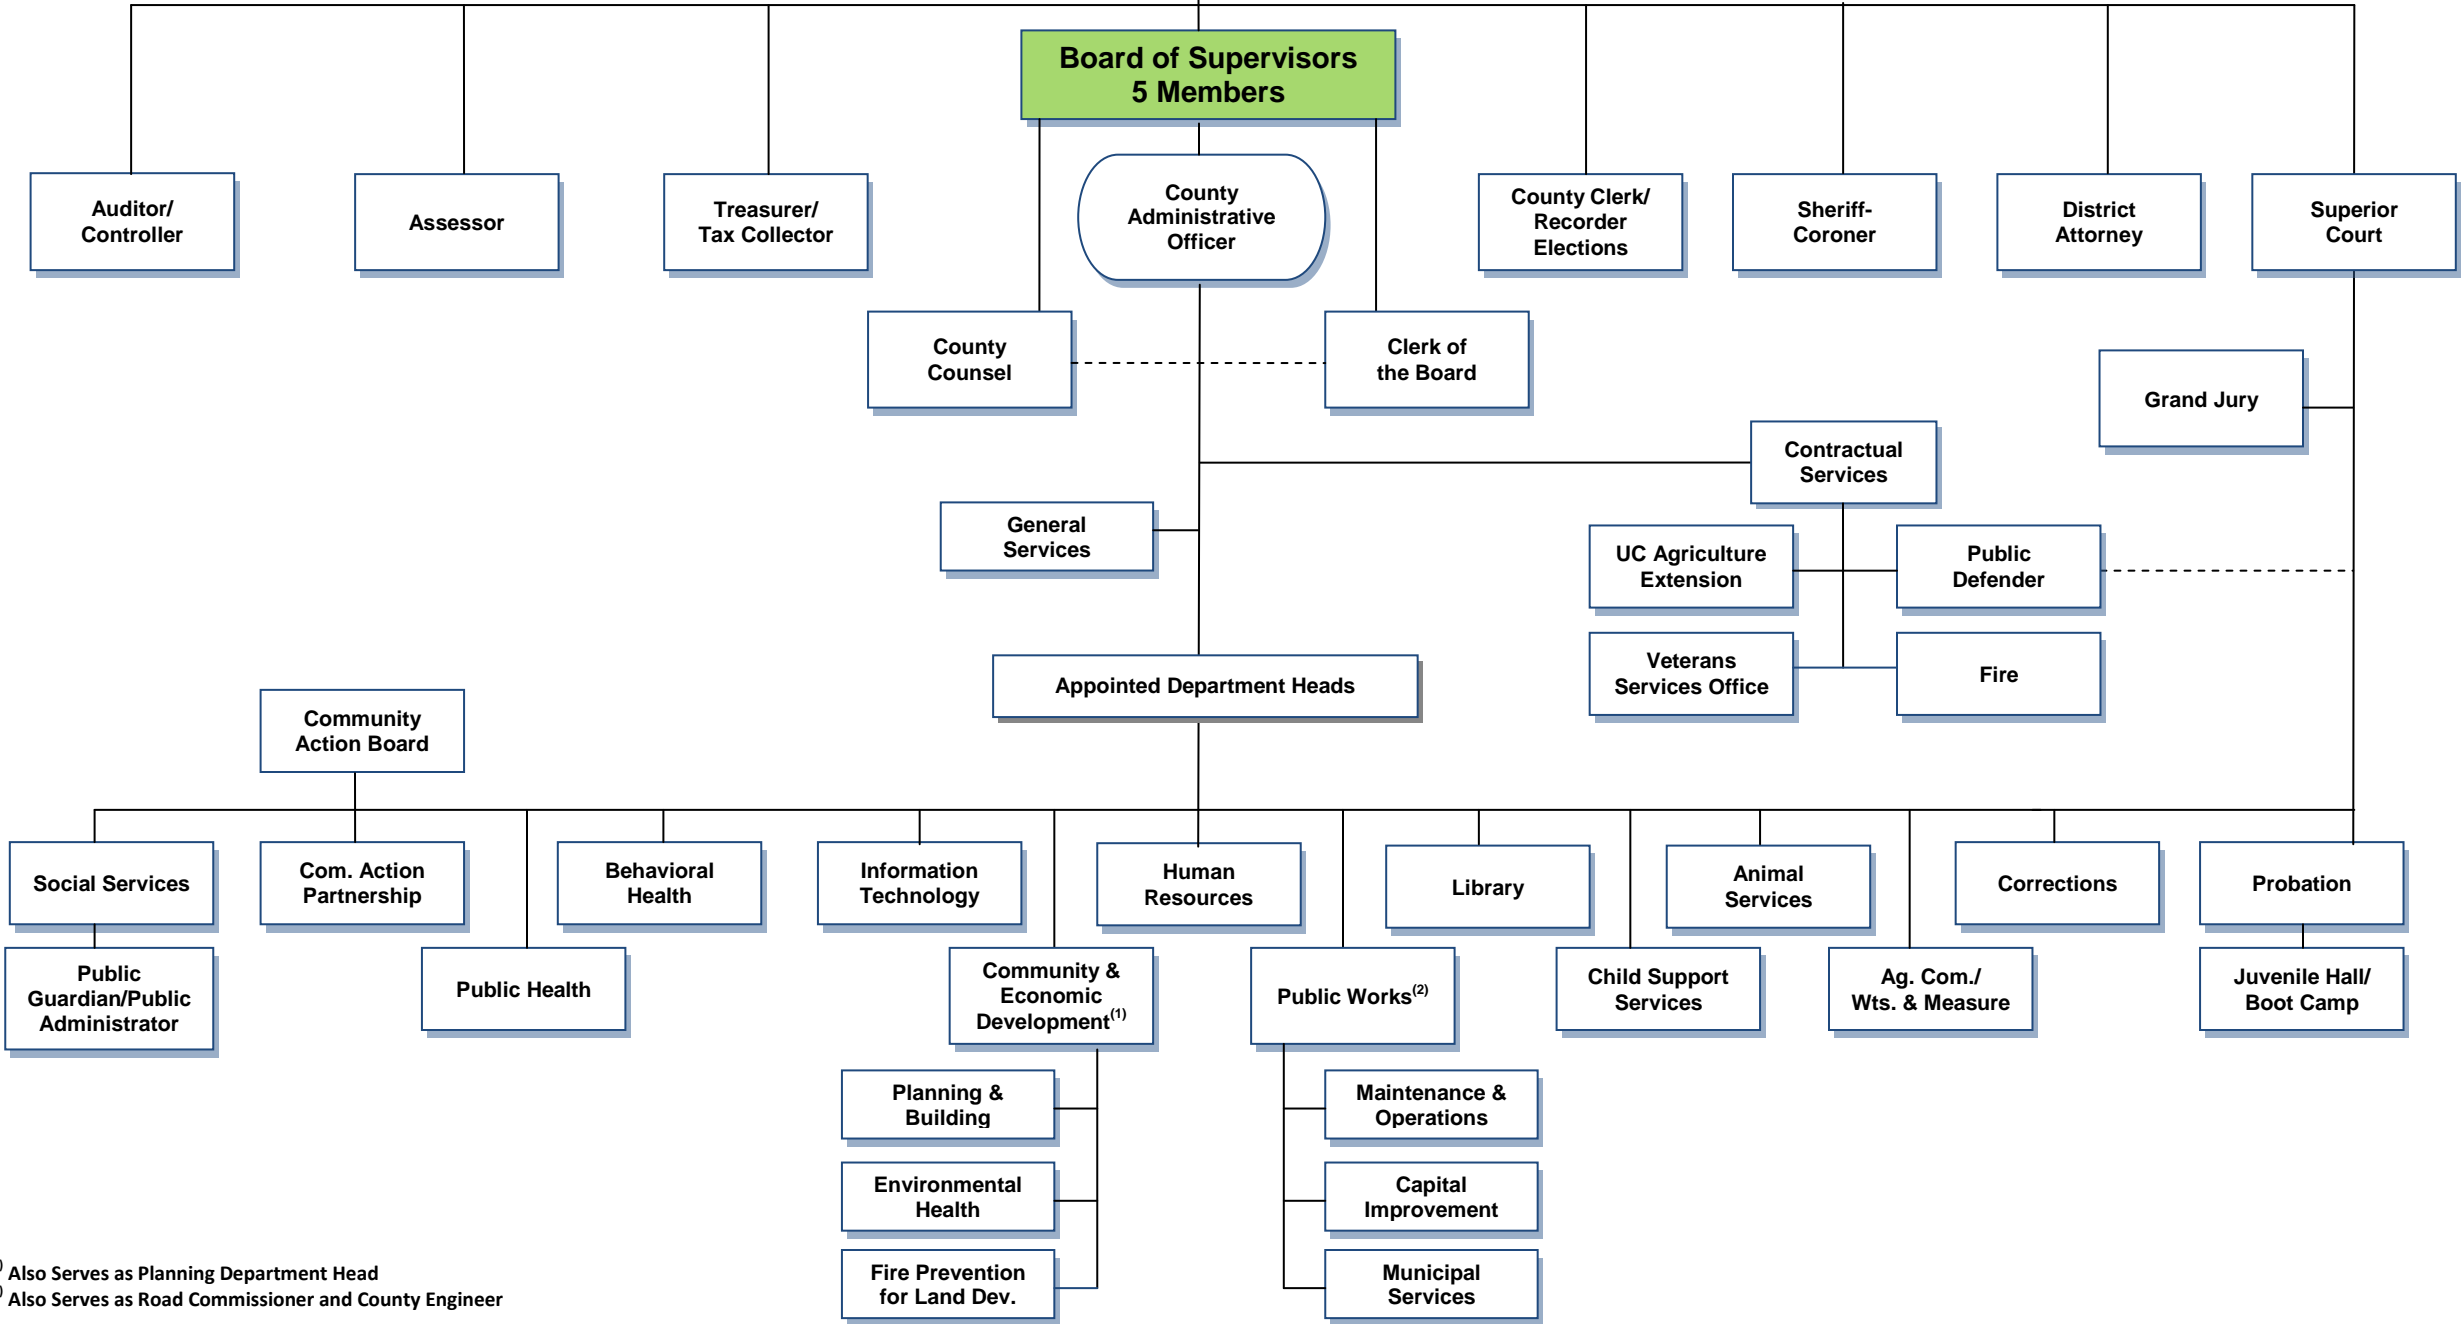 Board of Supervisors
5 Members
Auditor/
Controller
Assessor
Treasurer/
Tax Collector
County
Administrative
Officer
County Clerk/
Recorder
Elections
Sheriff-
Coroner
District
Attorney
Superior
Court
County
Counsel
Clerk of
the Board
Grand Jury
Contractual
Services
General
Services
UC Agriculture
Extension
Public
Defender
Veterans
Services Office
Fire
Appointed Department Heads
Community
Action Board
Social Services
Com. Action
Partnership
Behavioral
Health
Information
Technology
Human
Resources
Library
Animal
Services
Corrections
Probation
Public
Guardian/Public
Administrator
Public Health
Community &
Economic
Development(1)
Public Works(2)
Child Support
Services
Ag. Com./
Wts. & Measure
Juvenile Hall/
Boot Camp
Planning &
Building
Maintenance &
Operations
Environmental
Health
Capital
Improvement
Fire Prevention
for Land Dev.
Municipal
Services
) Also Serves as Planning Department Head
) Also Serves as Road Commissioner and County Engineer